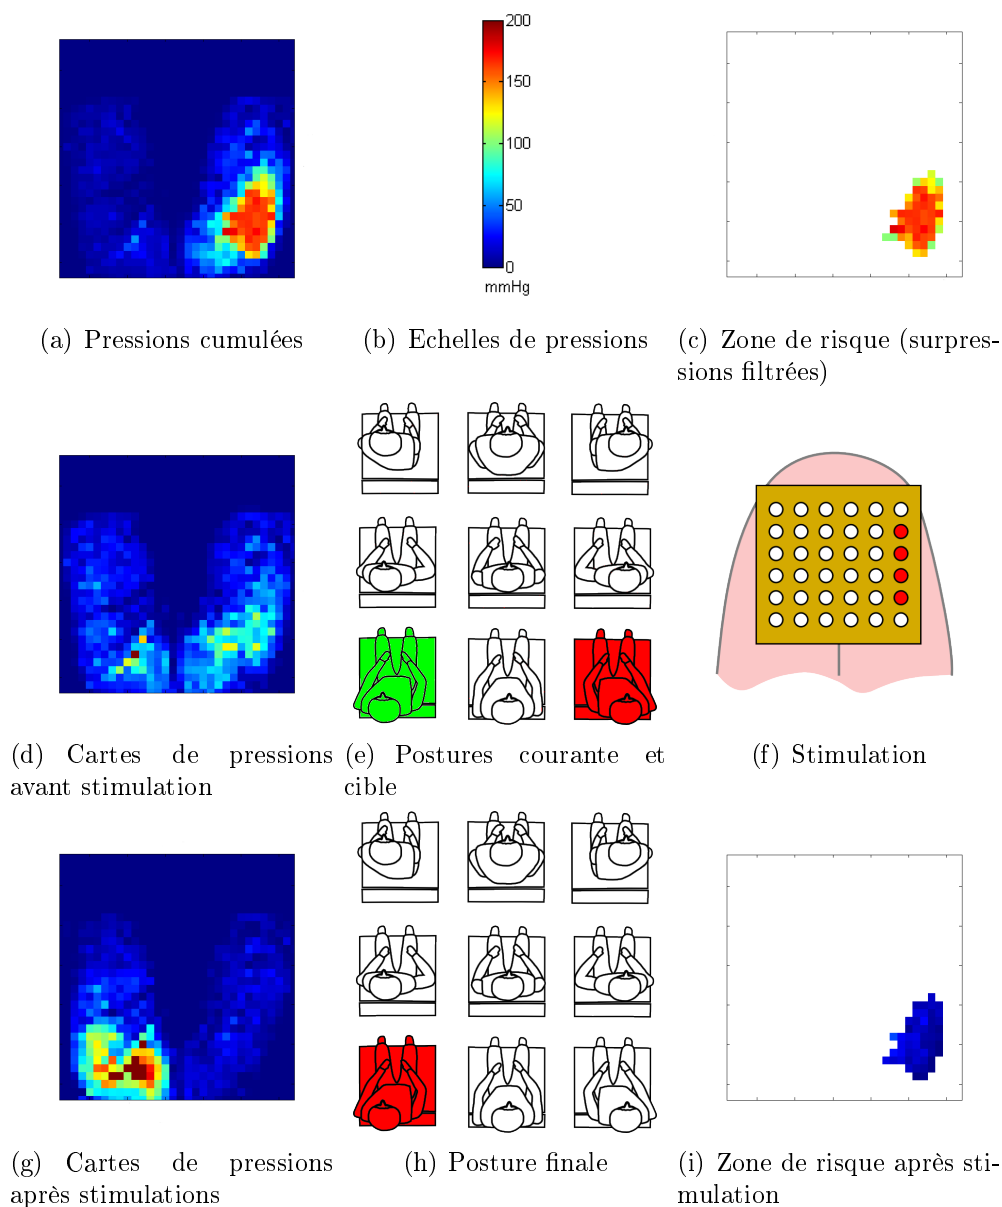 200
150
100
50
0
mmHg
(a) Pressions cumulées
(b) Echelles de pressions
(c) Zone de risque (surpres-
sions filtrées)
(d) Cartes de pressions
avant stimulation
(e) Postures courante et
cible
(f) Stimulation
(g) Cartes de pressions
après stimulations
(h) Posture finale
(i) Zone de risque après sti-
mulation